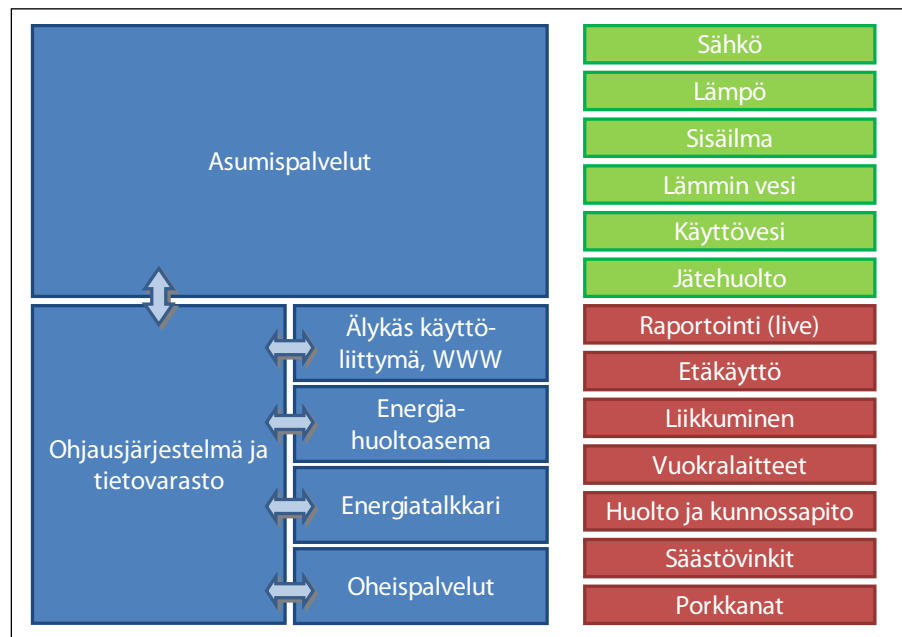 Asumispalvelut
Ohjausjärjestelmä ja
tietovarasto
Älykäs käyttö-
liittymä, WWW
Energia-
huoltoasema
Energiatalkkari
Oheispalvelut
Sähkö
Lämpö
Sisäilma
Lämmin vesi
Käyttövesi
Jätehuolto
Raportointi (live)
Etäkäyttö
Liikkuminen
Vuokralaitteet
Huolto ja kunnossapito
Säästövinkit
Porkkanat